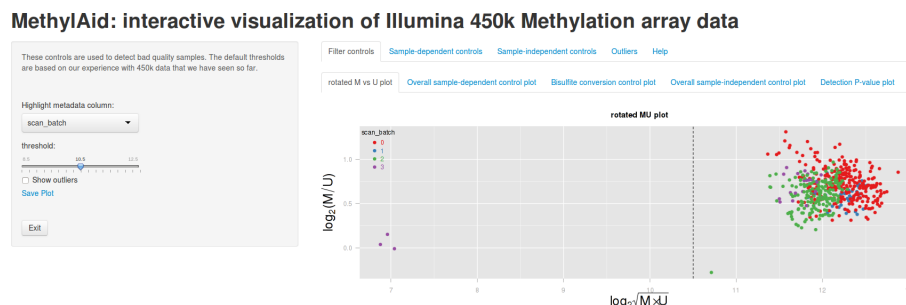 MethylAid: interactive visualization of Illumina 450k Methylation array data
These controls are used to detect bad quality samples. The default thresholds
are based on our experience with 450k data that we have seen so far.
Highlight metadata column:
scan_batch
threshold:
10.5
12.0
Show outliers
Save Plot
Exit
Filter controls Sample-dependent controls Sample-independent controls Outliers Help
rotated M vs U plot Overall sample-dependent control plot Bisulfite conversion control plot Overall sample-independent control plot Detection P-value plot
rotated MU plot
scan_batch
0
1
2
3
log2(M/U)
1.0
0.5
0.0
7 8 9 10 11 12
log2√M×U